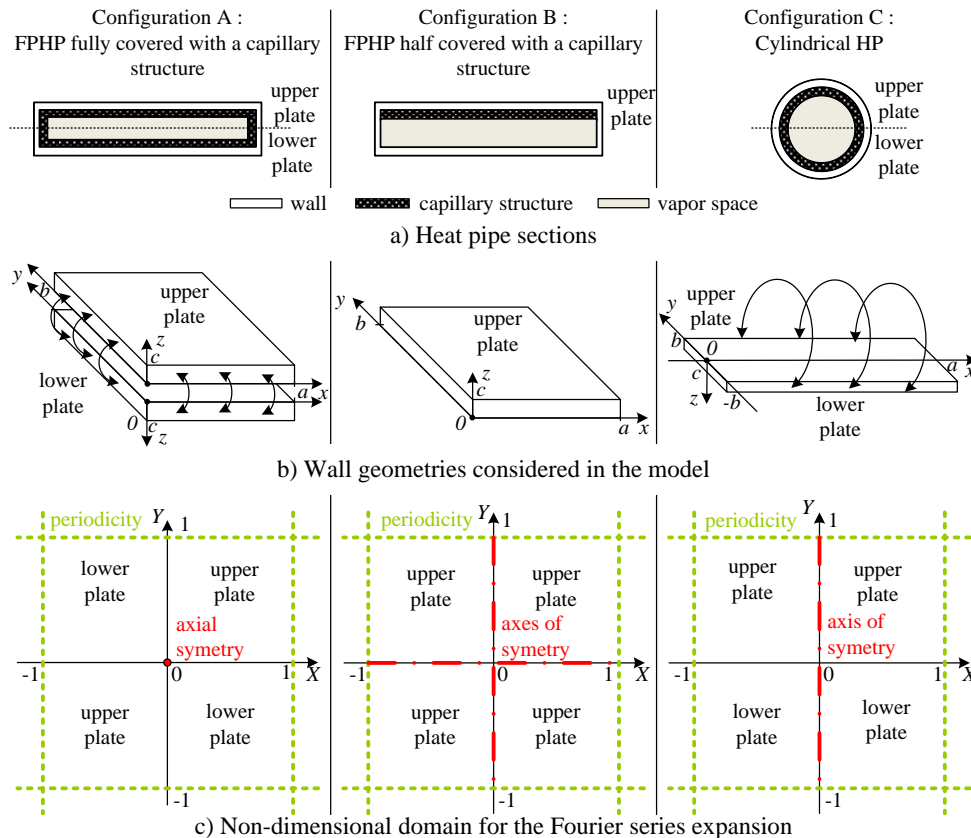 Configuration A :
FPHP fully covered with a capillary
structure
Configuration B :
FPHP half covered with a capillary
structure
Configuration C :
Cylindrical HP
upper
plate
lower
plate
upper
plate
upper
plate
lower
plate
wall
capillary structure
vapor space
a) Heat pipe sections
y
b
upper
plate
z
c
lower
plate
0
c
z
a
x
y
b
upper
plate
z
c
0
a
x
y
upper
plate
b
0
c
z
-b
a
x
lower
plate
b) Wall geometries considered in the model
periodicity
Y
1
lower
plate
upper
plate
axial
symetry
-1
0
1
X
upper
plate
lower
plate
-1
periodicity
Y
1
upper
plate
upper
plate
axes of
symetry
-1
0
1
X
upper
plate
upper
plate
-1
periodicity
Y
1
upper
plate
upper
plate
axis of
symetry
-1
0
1
X
lower
plate
lower
plate
-1
c) Non-dimensional domain for the Fourier series expansion